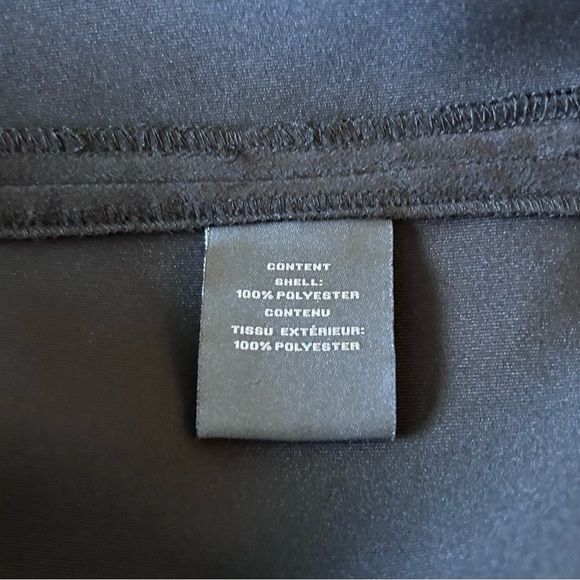 CONTENT
SHELL:
100% POLYESTER
CONTENU
TISSU EXTÉRIEUR:
100% POLYESTER